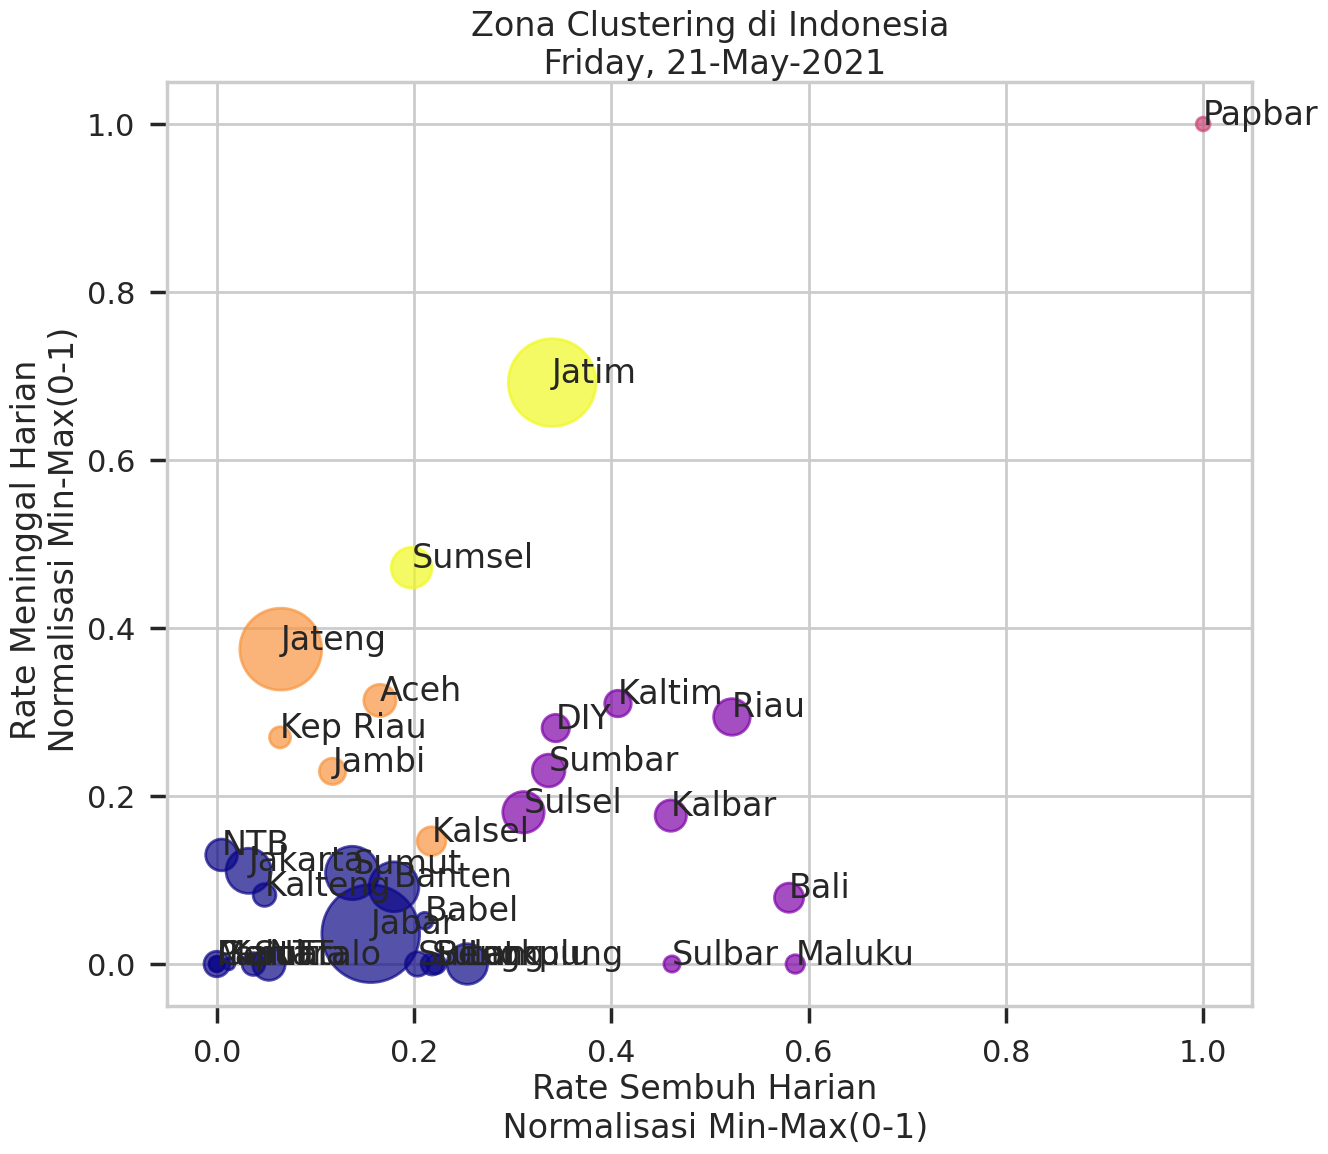 Zona Clustering di Indonesia
Friday, 21-May-2021
Rate Meninggal Harian
Normalisasi Min-Max(0-1)
1.0
0.8
0.6
0.4
0.2
0.0
Papbar
Jatim
Sumsel
Jateng
Aceh
Kaltim
Riau
DIY
Kep Riau
Sumbar
Jambi
Sulsel
Kalbar
Kalsel
NTB
Jakarta
Sumut
Banten
Kalteng
Bali
Babel
Jabar
Sulbar
Maluku
0.0
0.2
0.4
0.6
0.8
1.0
Rate Sembuh Harian
Normalisasi Min-Max(0-1)